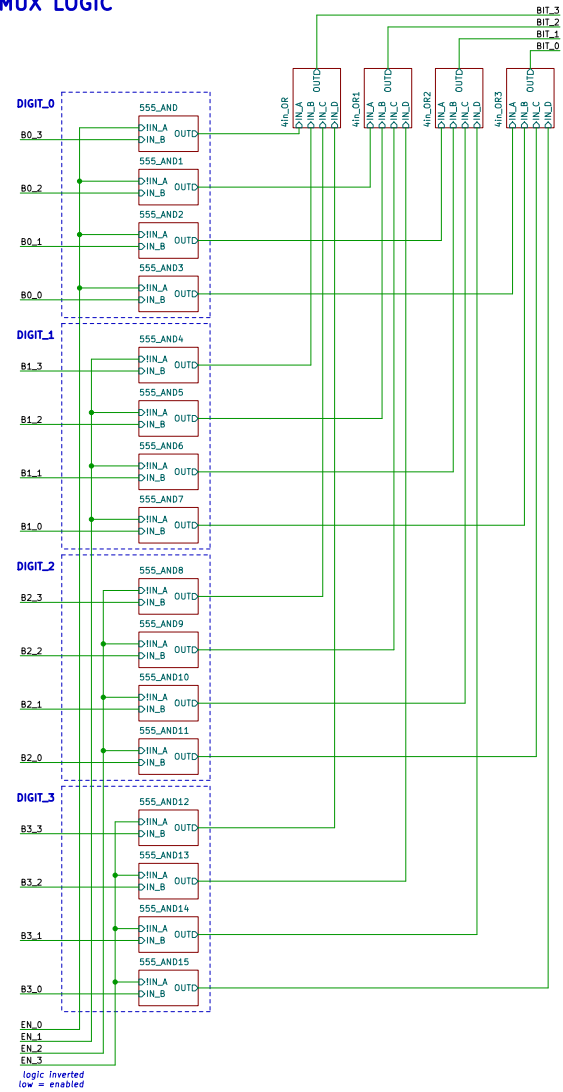 MUX LOGIC
BIT_3
BIT_2
BIT_1
BIT_0
4in_OR
OUTD
IN_A
IN_B
IN_C
IN_D
4in_OR1
OUTD
IN_A
IN_B
IN_C
IN_D
4in_OR2
OUTD
IN_A
IN_B
IN_C
IN_D
4in_OR3
OUTD
IN_A
IN_B
IN_C
IN_D
DIGIT_0
555_AND
!IN_A
OUTD
B0_3
IN_B
555_AND1
!IN_A
OUTD
B0_2
IN_B
555_AND2
!IN_A
OUTD
B0_1
IN_B
555_AND3
!IN_A
OUTD
B0_0
IN_B
DIGIT_1
555_AND4
!IN_A
OUTD
B1_3
IN_B
555_AND5
!IN_A
OUTD
B1_2
IN_B
555_AND6
!IN_A
OUTD
B1_1
IN_B
555_AND7
!IN_A
OUTD
B1_0
IN_B
DIGIT_2
555_AND8
!IN_A
OUTD
B2_3
IN_B
555_AND9
!IN_A
OUTD
B2_2
IN_B
555_AND10
!IN_A
OUTD
B2_1
IN_B
555_AND11
!IN_A
OUTD
B2_0
IN_B
DIGIT_3
555_AND12
!IN_A
OUTD
B3_3
IN_B
555_AND13
!IN_A
OUTD
B3_2
IN_B
555_AND14
!IN_A
OUTD
B3_1
IN_B
555_AND15
!IN_A
OUTD
B3_0
IN_B
EN_0
EN_1
EN_2
EN_3
logic inverted
low = enabled